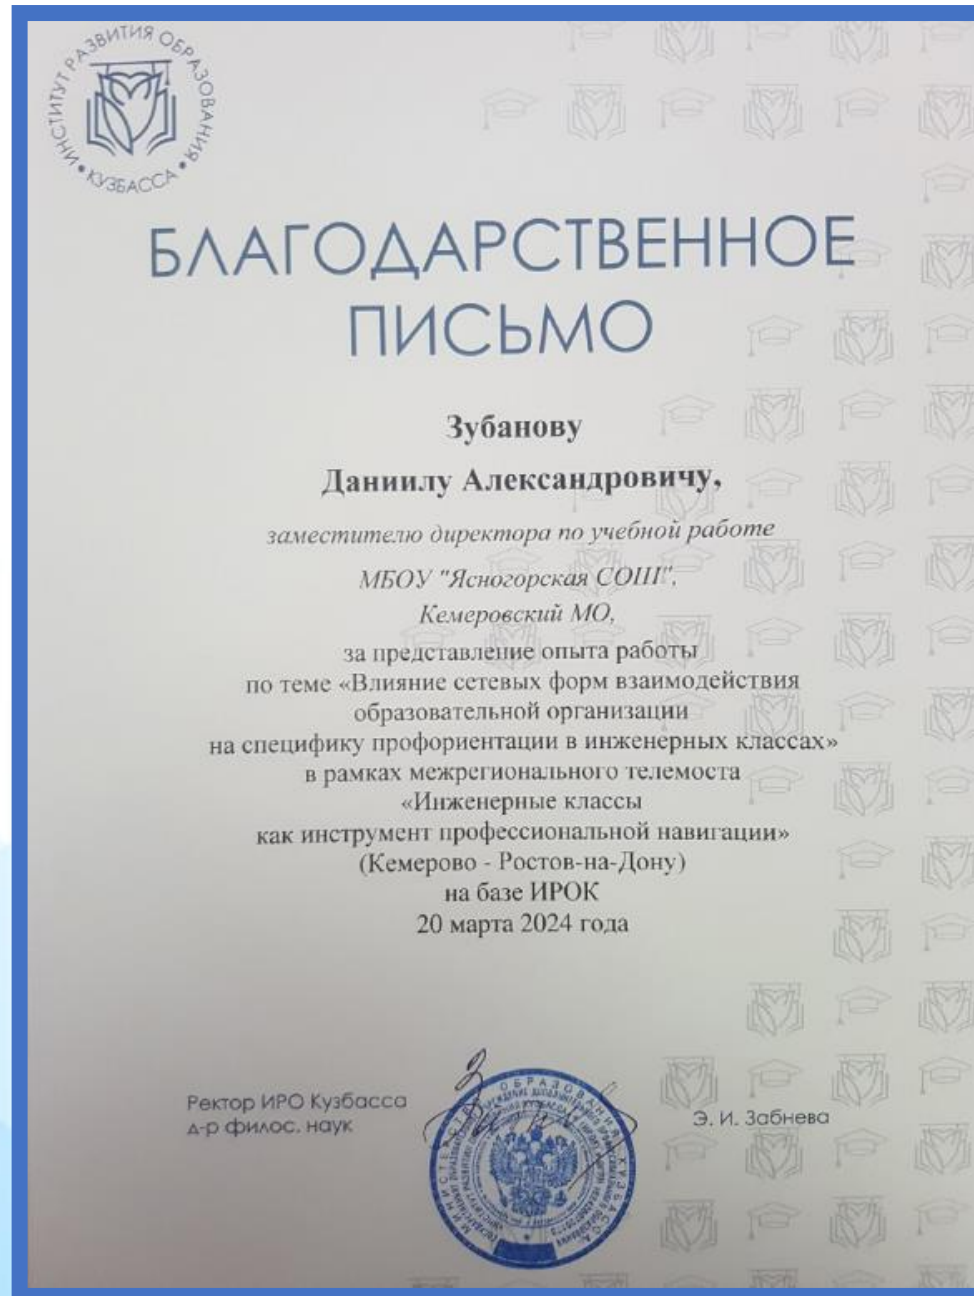 ИНСТИТУТ РАЗВИТИЯ ОБРАЗОВАНИЯ
• КУЗБАССА •
БЛАГОДАРСТВЕННОЕ
ПИСЬМО
Зубанову
Даниилу Александровичу,
заместителю директора по учебной работе
МБОУ "Ясногорская СОШ",
Кемеровский МО,
за представление опыта работы
по теме «Влияние сетевых форм взаимодействия
образовательной организации
на специфику профориентации в инженерных классах»
в рамках межрегионального телемоста
«Инженерные классы
как инструмент профессиональной навигации»
(Кемерово - Ростов-на-Дону)
на базе ИРОК
20 марта 2024 года
Ректор ИРО Кузбасса
д-р филос. наук
Э. И. Забнева
МИНИСТЕРСТВО ОБРАЗОВАНИЯ КУЗБАССА